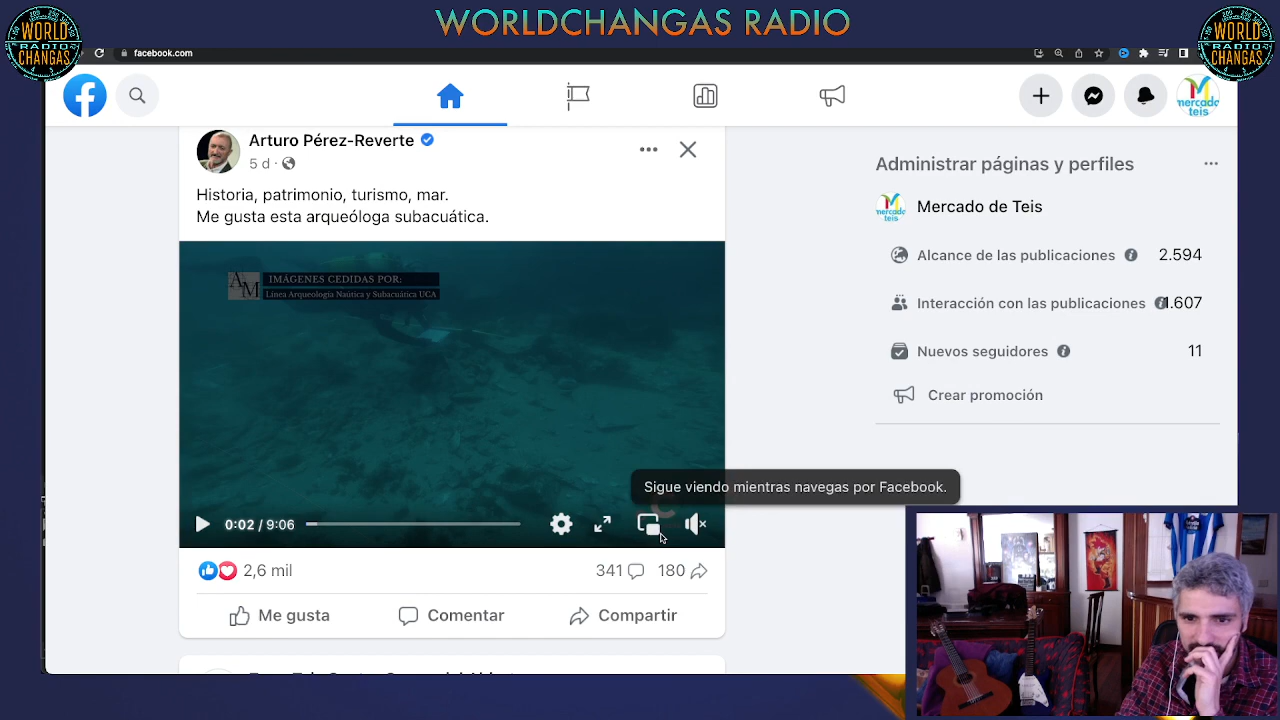 WORLDCHANGAS RADIO
WORLD
RADIO
CHANGAS
WORLD
RADIO
CHANGAS
facebook.com
mercado
teis
Arturo Pérez-Reverte
5 d ·
Historia, patrimonio, turismo, mar.
Me gusta esta arqueóloga subacuática.
AM
IMÁGENES CEDIDAS POR:
Línea Arqueología Naútica y Subacuática UCA
Sigue viendo mientras navegas por Facebook.
0:02 / 9:06
2,6 mil
341
180
Me gusta
Comentar
Compartir
Administrar páginas y perfiles
mercado
teis
Mercado de Teis
Alcance de las publicaciones
2.594
Interacción con las publicaciones
1.607
Nuevos seguidores
11
Crear promoción